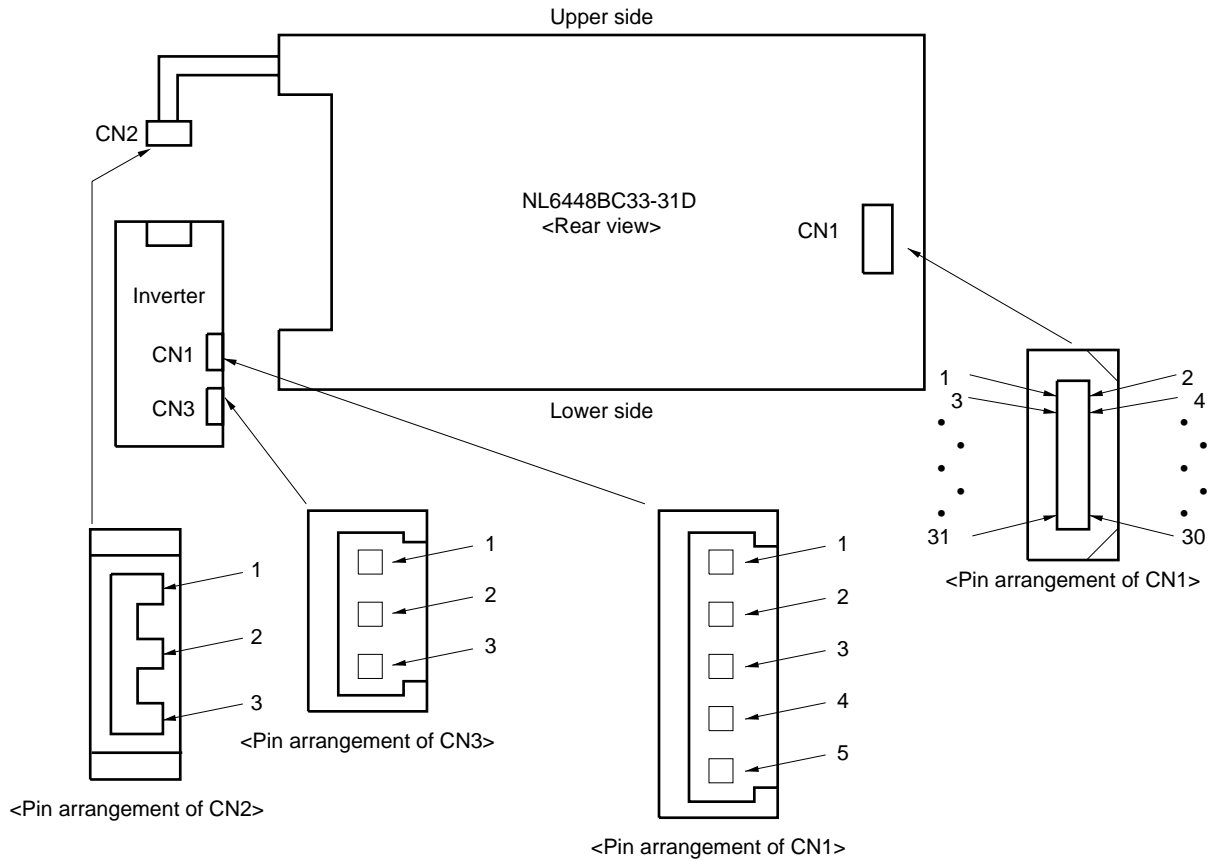 Upper side
CN2
NL6448BC33-31D
<Rear view>
CN1
Inverter
CN1
CN3
Lower side
1
2
3
4
•
•
•
•
•
•
•
•
•
•
31
30
<Pin arrangement of CN1>
1
2
3
<Pin arrangement of CN2>
1
2
3
<Pin arrangement of CN3>
1
2
3
4
5
<Pin arrangement of CN1>